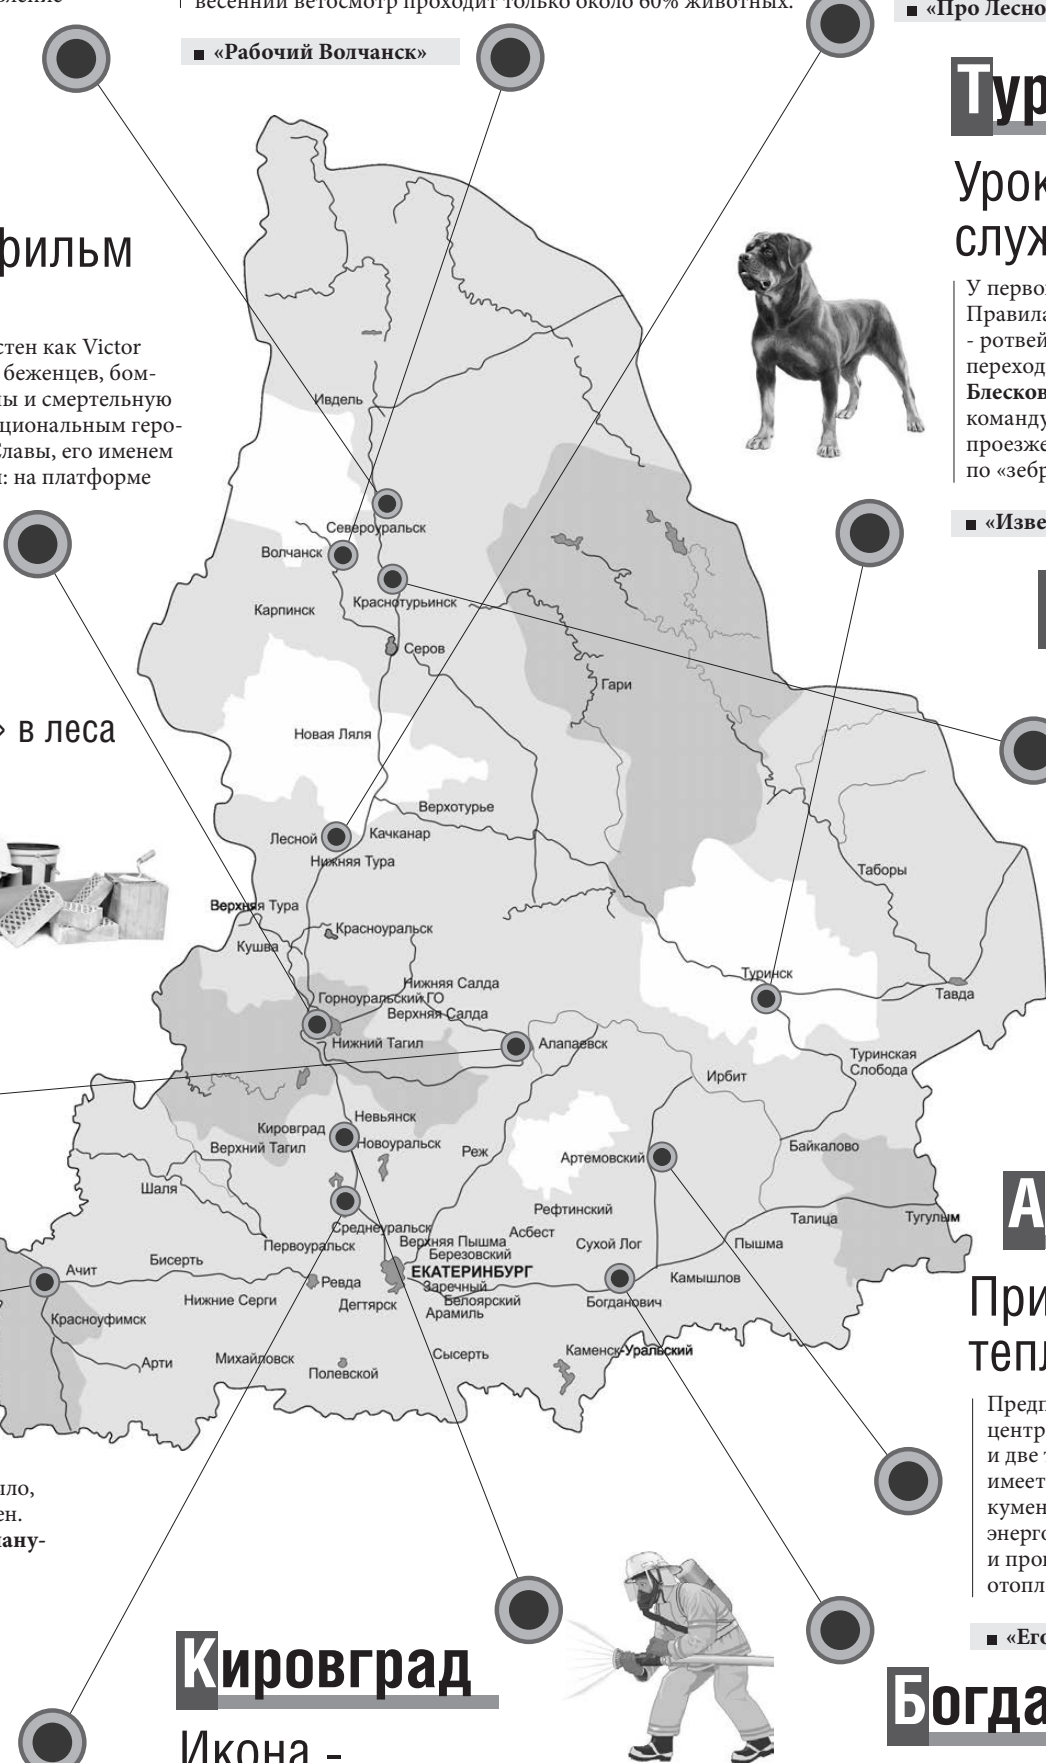 весенний ветосмотр проходит только около 60% животных.
«Рабочий Волчанск»
«Про Лесно
Тур
Урок
служ
У перво
Правила
- ротвей
переход
Блесков
команду
проезже
по «зебр
«Изве
фильм
стен как Victor
беженцев, бом-
ны и смертельную
циональным геро-
Славы, его именем
: на платформе
» в леса
Ивдель
Североуральск
Волчанск
Краснотурьинск
Карпинск
Серов
Гари
Новая Ляля
Верхотурье
Лесной
Качканар
Нижняя Тура
Таборы
Верхняя Тура
Красноуральск
Кушва
Туринск
Нижняя Салда
Тавда
Горноуральский ГО
Верхняя Салда
Нижний Тагил
Алапаевск
Туринская
Слобода
Ирбит
Невьянск
Кировград
Новоуральск
Верхний Тагил
Реж
Артемовский
Байкалово
Шаля
Рефтинский
Талица
Тугулым
Среднеуральск
Асбест
Верхняя Пышма
Сухой Лог
Пышма
Первоуральск
Березовский
Бисерть
Ачит
ЕКАТЕРИНБУРГ
Камышлов
Ревда
Заречный
Нижние Серги
Дегтярск
Белоярский
Богданович
Арамиль
Красноуфимск
Каменск-Уральский
Арти
Михайловск
Сысерть
Полевской
А
При
тепл
Предп
центр
и две т
имеет
кумен
энерго
и прои
отопл
«Его
Богда
ло,
ен.
ану-
Кировград
Икона -